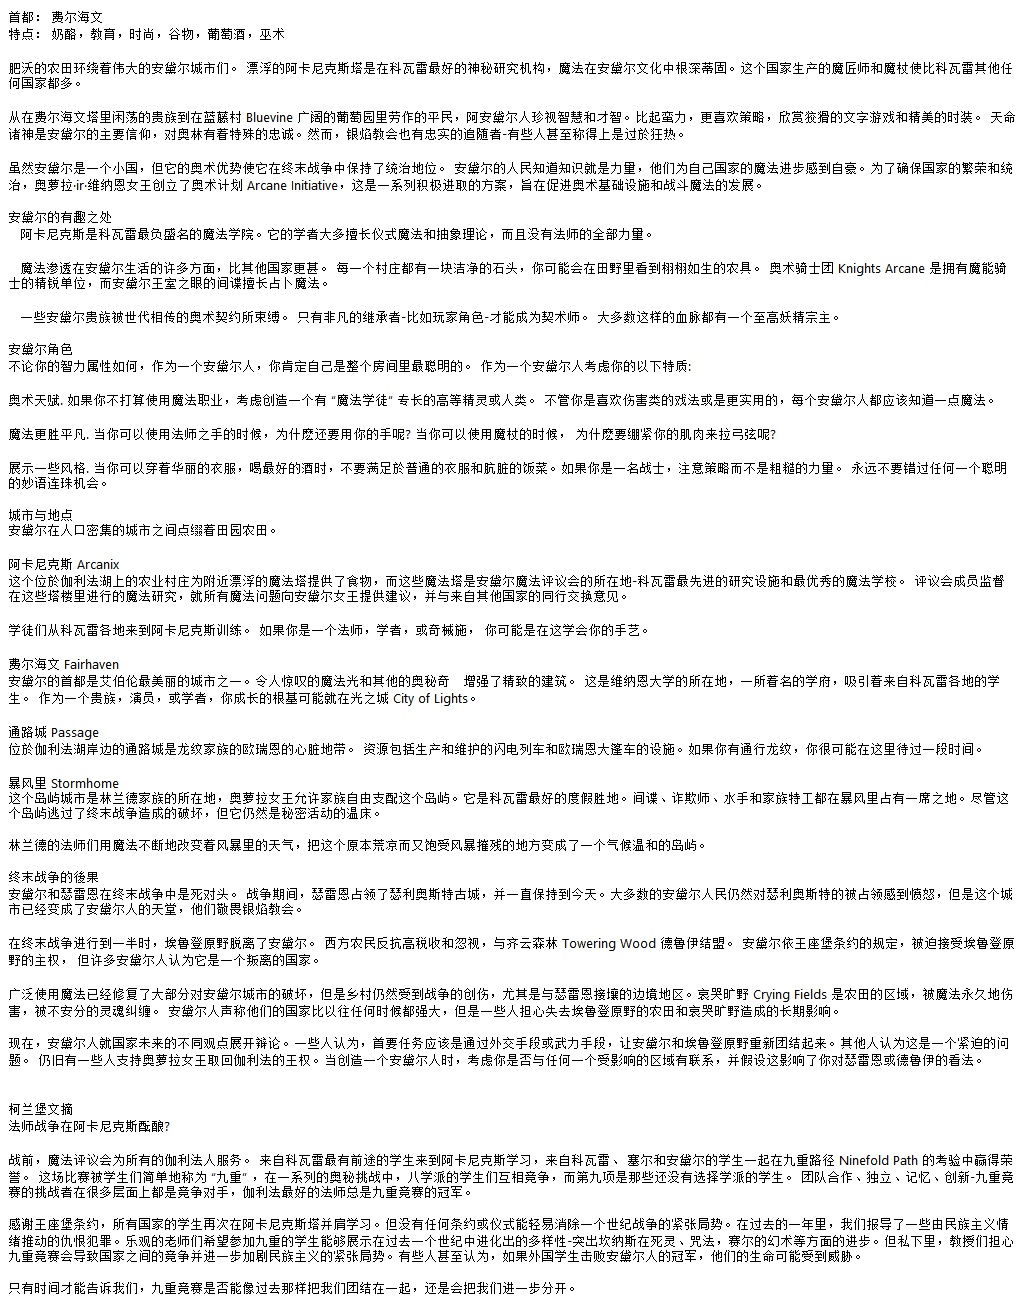 首都： 费尔海文
特点： 奶酪，教育，时尚，谷物，葡萄酒，巫术
肥沃的农田环绕着伟大的安黛尔城市们。 漂浮的阿卡尼克斯塔是在科瓦雷最好的神秘研究机构，魔法在安黛尔文化中根深蒂固。这个国家生产的魔匠师和魔杖使比科瓦雷其他任
何国家都多。
从在费尔海文塔里闲荡的贵族到在蓝藤村 Bluevine 广阔的葡萄园里劳作的平民，阿安黛尔人珍视智慧和才智。比起蛮力，更喜欢策略，欣赏狡猾的文字游戏和精美的时装。 天命
诸神是安黛尔的主要信仰，对奥林有着特殊的忠诚。然而，银焰教会也有忠实的追随者-有些人甚至称得上是过於狂热。
虽然安黛尔是一个小国，但它的奥术优势使它在终末战争中保持了统治地位。 安黛尔的人民知道知识就是力量，他们为自己国家的魔法进步感到自豪。为了确保国家的繁荣和统
治，奥萝拉·ir·维纳恩女王创立了奥术计划 Arcane Initiative，这是一系列积极进取的方案，旨在促进奥术基础设施和战斗魔法的发展。
安黛尔的有趣之处
阿卡尼克斯是科瓦雷最负盛名的魔法学院。它的学者大多擅长仪式魔法和抽象理论，而且没有法师的全部力量。
魔法渗透在安黛尔生活的许多方面，比其他国家更甚。 每一个村庄都有一块洁净的石头，你可能会在田野里看到栩栩如生的农具。 奥术骑士团 Knights Arcane 是拥有魔能骑
士的精锐单位，而安黛尔王室之眼的间谍擅长占卜魔法。
一些安黛尔贵族被世代相传的奥术契约所束缚。 只有非凡的继承者-比如玩家角色-才能成为契术师。 大多数这样的血脉都有一个至高妖精宗主。
安黛尔角色
不论你的智力属性如何，作为一个安黛尔人，你肯定自己是整个房间里最聪明的。 作为一个安黛尔人考虑你的以下特质:
奥术天赋. 如果你不打算使用魔法职业，考虑创造一个有 “魔法学徒” 专长的高等精灵或人类。 不管你是喜欢伤害类的戏法或是更实用的，每个安黛尔人都应该知道一点魔法。
魔法更胜平凡. 当你可以使用法师之手的时候，为什麽还要用你的手呢? 当你可以使用魔杖的时候， 为什麽要绷紧你的肌肉来拉弓弦呢?
展示一些风格. 当你可以穿着华丽的衣服，喝最好的酒时，不要满足於普通的衣服和肮脏的饭菜。如果你是一名战士，注意策略而不是粗糙的力量。 永远不要错过任何一个聪明
的妙语连珠机会。
城市与地点
安黛尔在人口密集的城市之间点缀着田园农田。
阿卡尼克斯 Arcanix
这个位於伽利法湖上的农业村庄为附近漂浮的魔法塔提供了食物，而这些魔法塔是安黛尔魔法评议会的所在地-科瓦雷最先进的研究设施和最优秀的魔法学校。 评议会成员监督
在这些塔楼里进行的魔法研究，就所有魔法问题向安黛尔女王提供建议，并与来自其他国家的同行交换意见。
学徒们从科瓦雷各地来到阿卡尼克斯训练。 如果你是一个法师，学者，或奇械施， 你可能是在这学会你的手艺。
费尔海文 Fairhaven
安黛尔的首都是艾伯伦最美丽的城市之一。令人惊叹的魔法光和其他的奥秘奇　增强了精致的建筑。 这是维纳恩大学的所在地，一所着名的学府，吸引着来自科瓦雷各地的学
生。 作为一个贵族，演员，或学者，你成长的根基可能就在光之城 City of Lights。
通路城 Passage
位於伽利法湖岸边的通路城是龙纹家族的欧瑞恩的心脏地带。 资源包括生产和维护的闪电列车和欧瑞恩大篷车的设施。如果你有通行龙纹，你很可能在这里待过一段时间。
暴风里 Stormhome
这个岛屿城市是林兰德家族的所在地，奥萝拉女王允许家族自由支配这个岛屿。它是科瓦雷最好的度假胜地。间谍、诈欺师、水手和家族特工都在暴风里占有一席之地。尽管这
个岛屿逃过了终末战争造成的破坏，但它仍然是秘密活动的温床。
林兰德的法师们用魔法不断地改变着风暴里的天气，把这个原本荒凉而又饱受风暴摧残的地方变成了一个气候温和的岛屿。
终末战争的後果
安黛尔和瑟雷恩在终末战争中是死对头。 战争期间，瑟雷恩占领了瑟利奥斯特古城，并一直保持到今天。大多数的安黛尔人民仍然对瑟利奥斯特的被占领感到愤怒，但是这个城
市已经变成了安黛尔人的天堂，他们敬畏银焰教会。
在终末战争进行到一半时，埃鲁登原野脱离了安黛尔。 西方农民反抗高税收和忽视，与齐云森林 Towering Wood 德鲁伊结盟。 安黛尔依王座堡条约的规定，被迫接受埃鲁登原
野的主权， 但许多安黛尔人认为它是一个叛离的国家。
广泛使用魔法已经修复了大部分对安黛尔城市的破坏，但是乡村仍然受到战争的创伤，尤其是与瑟雷恩接壤的边境地区。哀哭旷野 Crying Fields 是农田的区域，被魔法永久地伤
害，被不安分的灵魂纠缠。 安黛尔人声称他们的国家比以往任何时候都强大，但是一些人担心失去埃鲁登原野的农田和哀哭旷野造成的长期影响。
现在，安黛尔人就国家未来的不同观点展开辩论。一些人认为，首要任务应该是通过外交手段或武力手段，让安黛尔和埃鲁登原野重新团结起来。其他人认为这是一个紧迫的问
题。 仍旧有一些人支持奥萝拉女王取回伽利法的王权。当创造一个安黛尔人时，考虑你是否与任何一个受影响的区域有联系，并假设这影响了你对瑟雷恩或德鲁伊的看法。
柯兰堡文摘
法师战争在阿卡尼克斯酝酿?
战前，魔法评议会为所有的伽利法人服务。 来自科瓦雷最有前途的学生来到阿卡尼克斯学习，来自科瓦雷、 塞尔和安黛尔的学生一起在九重路径 Ninefold Path 的考验中赢得荣
誉。 这场比赛被学生们简单地称为 “九重” ，在一系列的奥秘挑战中，八学派的学生们互相竞争，而第九项是那些还没有选择学派的学生。 团队合作、独立、记忆、创新-九重竞
赛的挑战者在很多层面上都是竞争对手，伽利法最好的法师总是九重竞赛的冠军。
感谢王座堡条约，所有国家的学生再次在阿卡尼克斯塔并肩学习。但没有任何条约或仪式能轻易消除一个世纪战争的紧张局势。在过去的一年里，我们报导了一些由民族主义情
绪推动的仇恨犯罪。乐观的老师们希望参加九重的学生能够展示在过去一个世纪中进化出的多样性-突出坎纳斯在死灵、咒法，赛尔的幻术等方面的进步。但私下里，教授们担心
九重竞赛会导致国家之间的竞争并进一步加剧民族主义的紧张局势。有些人甚至认为，如果外国学生击败安黛尔人的冠军，他们的生命可能受到威胁。
只有时间才能告诉我们，九重竞赛是否能像过去那样把我们团结在一起，还是会把我们进一步分开。